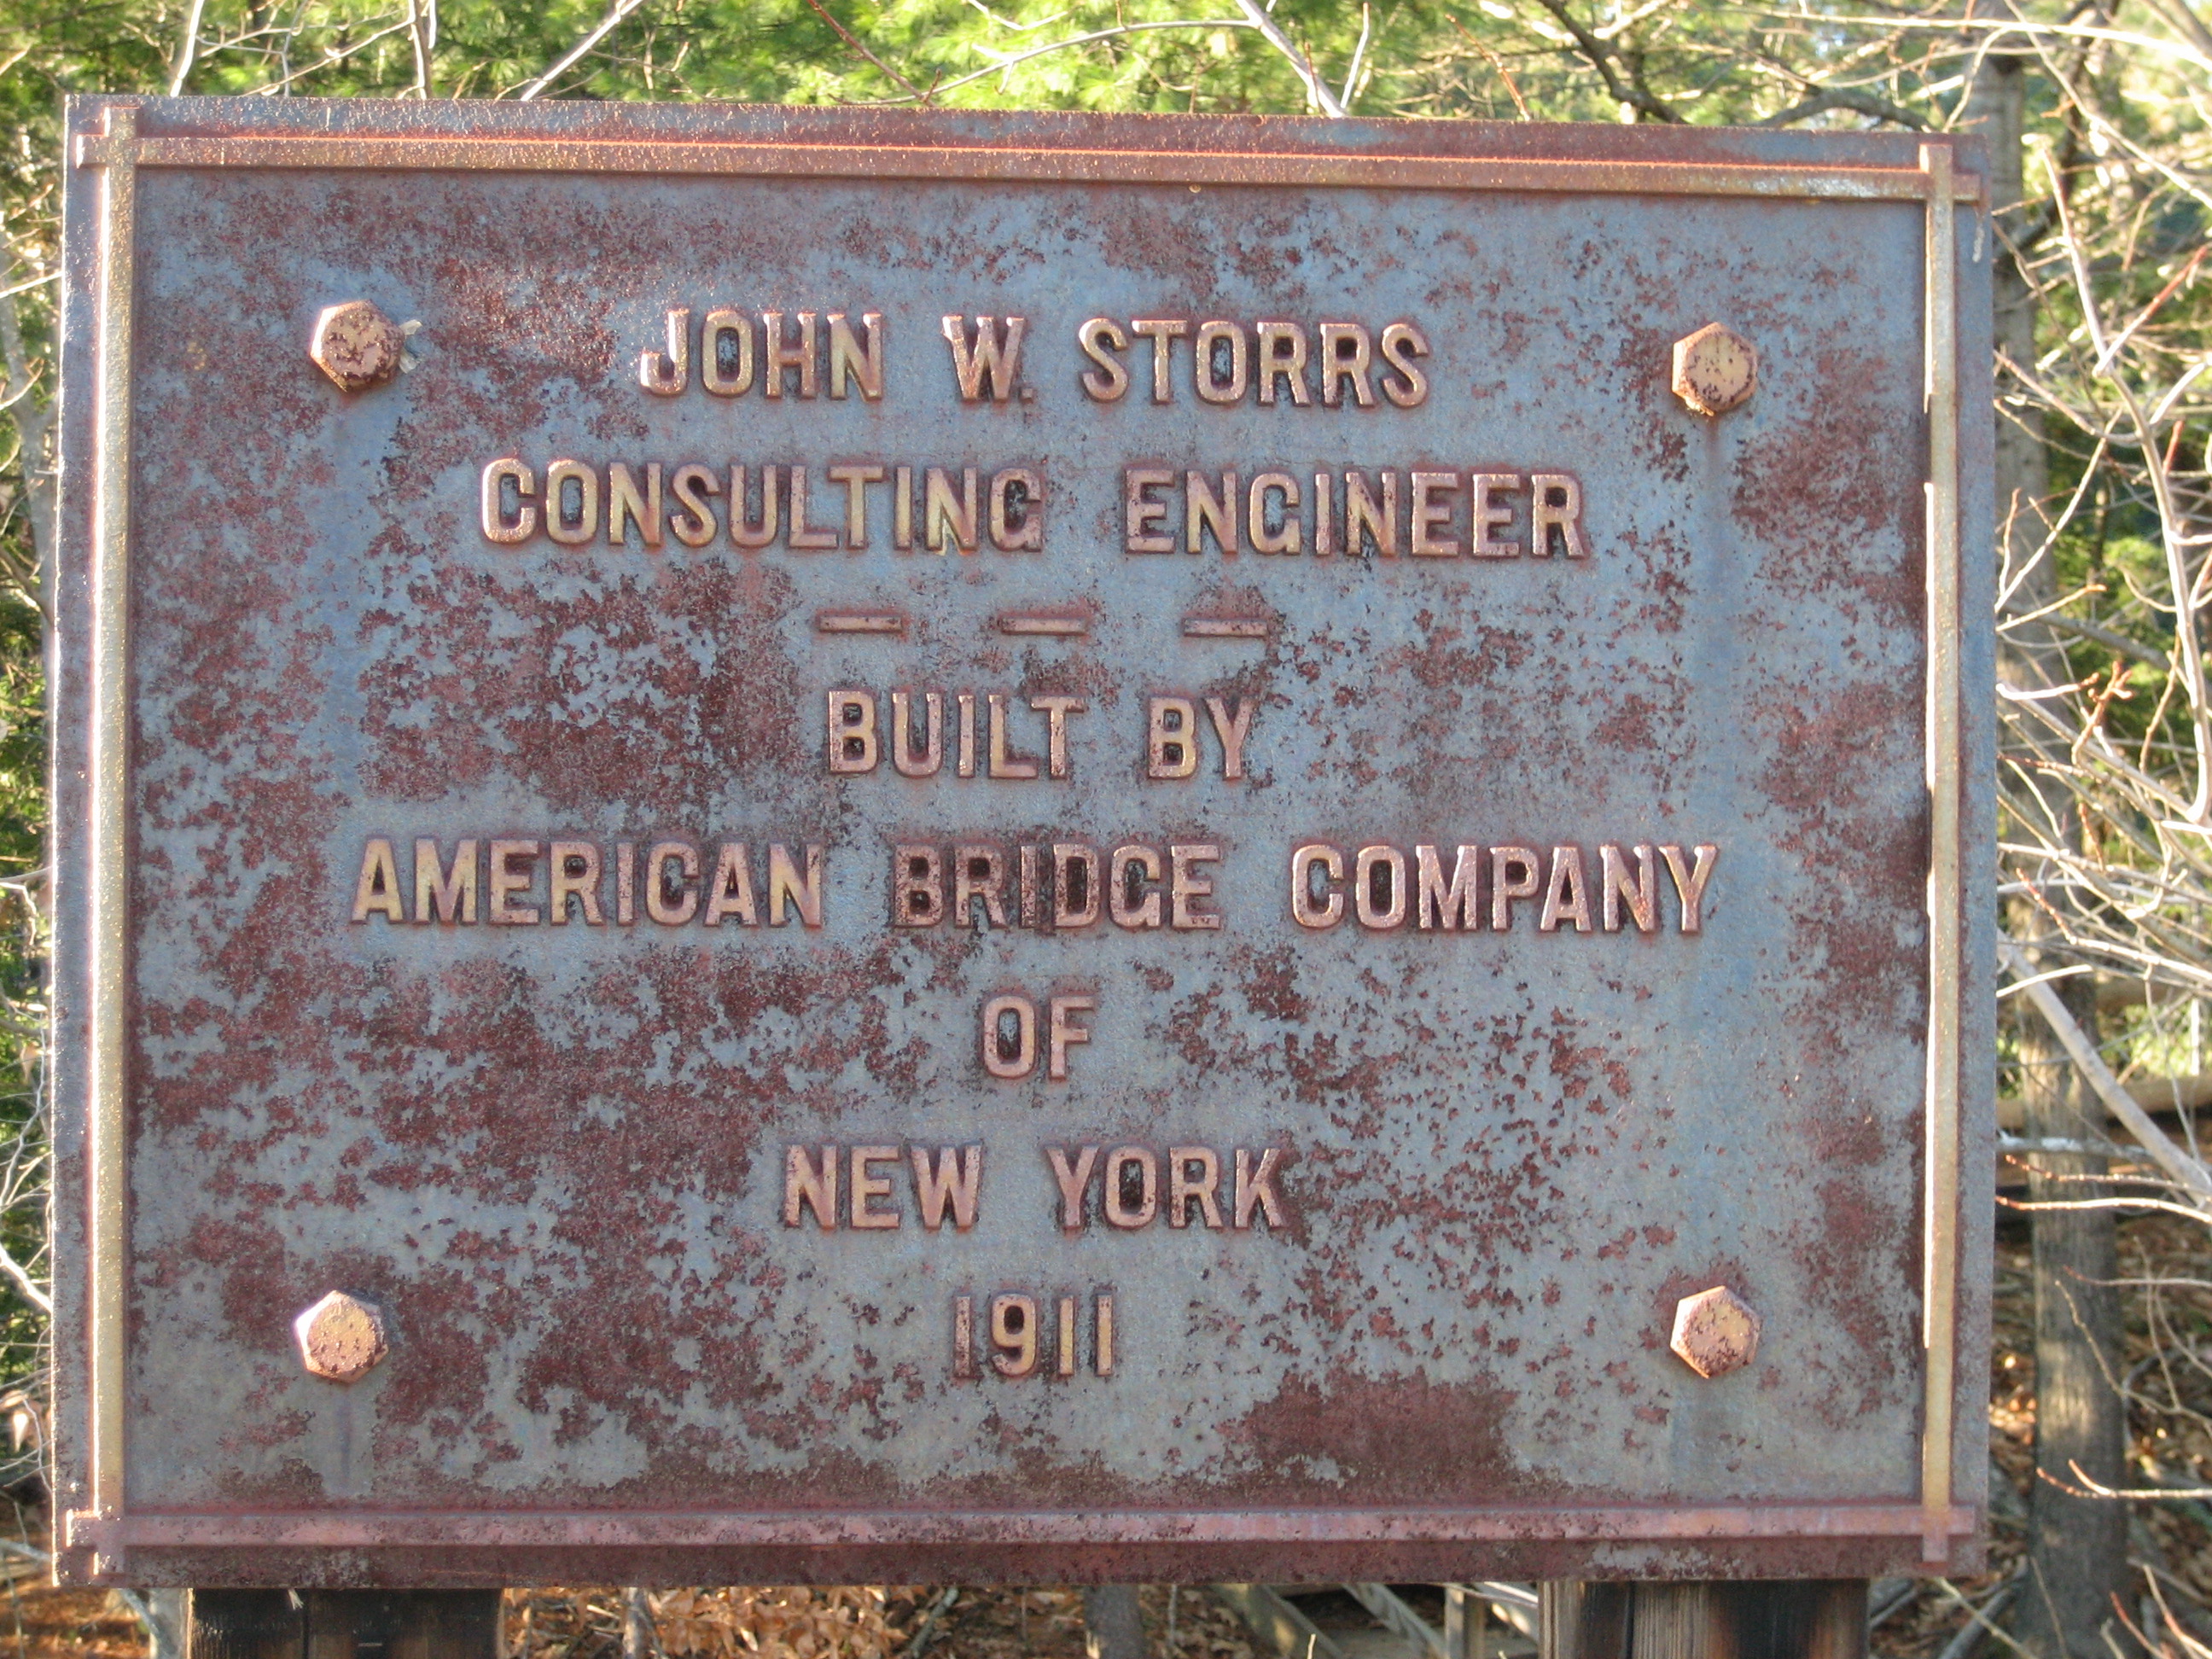 JOHN W. STORRS
CONSULTING ENGINEER
— — —
BUILT BY
AMERICAN BRIDGE COMPANY
OF
NEW YORK
1911